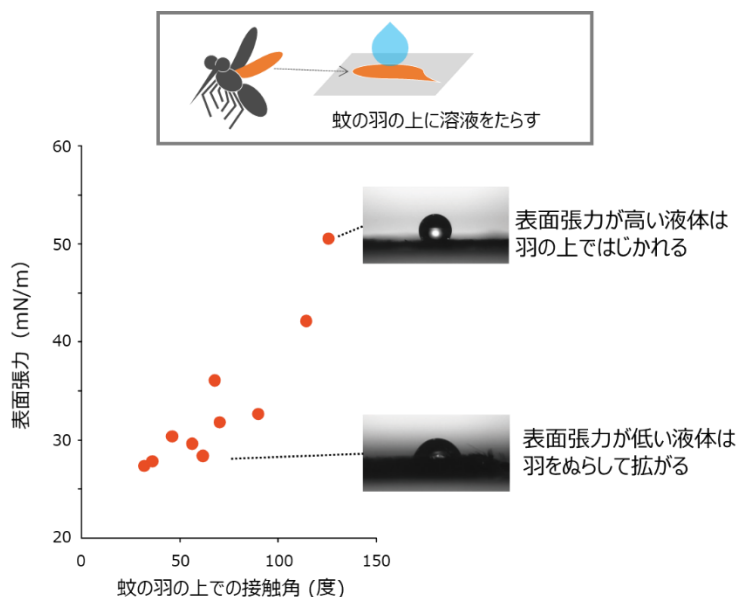 蚊の羽の上に溶液をたらす
60
50
40
30
20
表面張力 (mN/m)
表面張力が高い液体は
羽の上ではじかれる
表面張力が低い液体は
羽をぬらして拡がる
0
50
100
150
蚊の羽の上での接触角 (度)